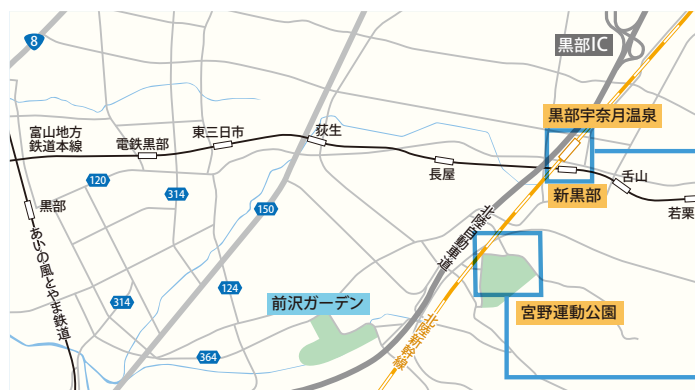 8
黒部IC
黒部宇奈月温泉
富山地方
鉄道本線
電鉄黒部
東三日市
荻生
長屋
新黒部
舌山
若栗
120
314
150
黒部
あいの風とやま鉄道
北陸自動車道
宮野運動公園
314
124
前沢ガーデン
北陸新幹線
364